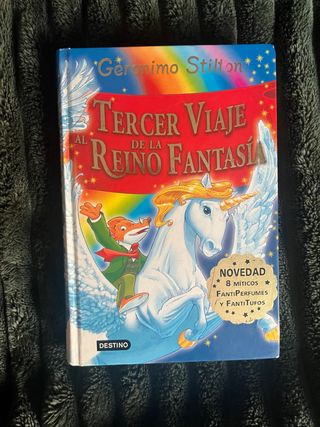 Geronimo Stilton
TERCER VIAJE
AL REINO DE LA FANTASÍA
NOVEDAD
8 MÍTICOS
FANTIPERFUMES
Y FANTITUFOS
DESTINO